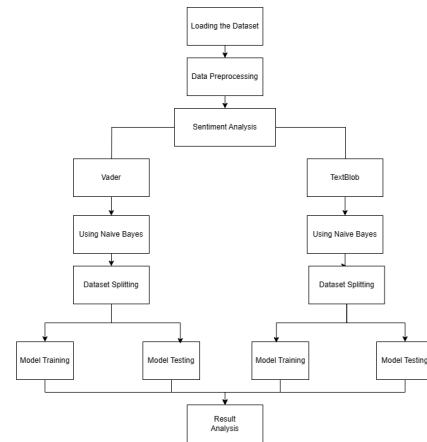 Loading the Dataset
Data Preprocessing
Sentiment Analysis
Vader
TextBlob
Using Naive Bayes
Using Naive Bayes
Dataset Splitting
Dataset Splitting
Model Training
Model Testing
Model Training
Model Testing
Result
Analysis